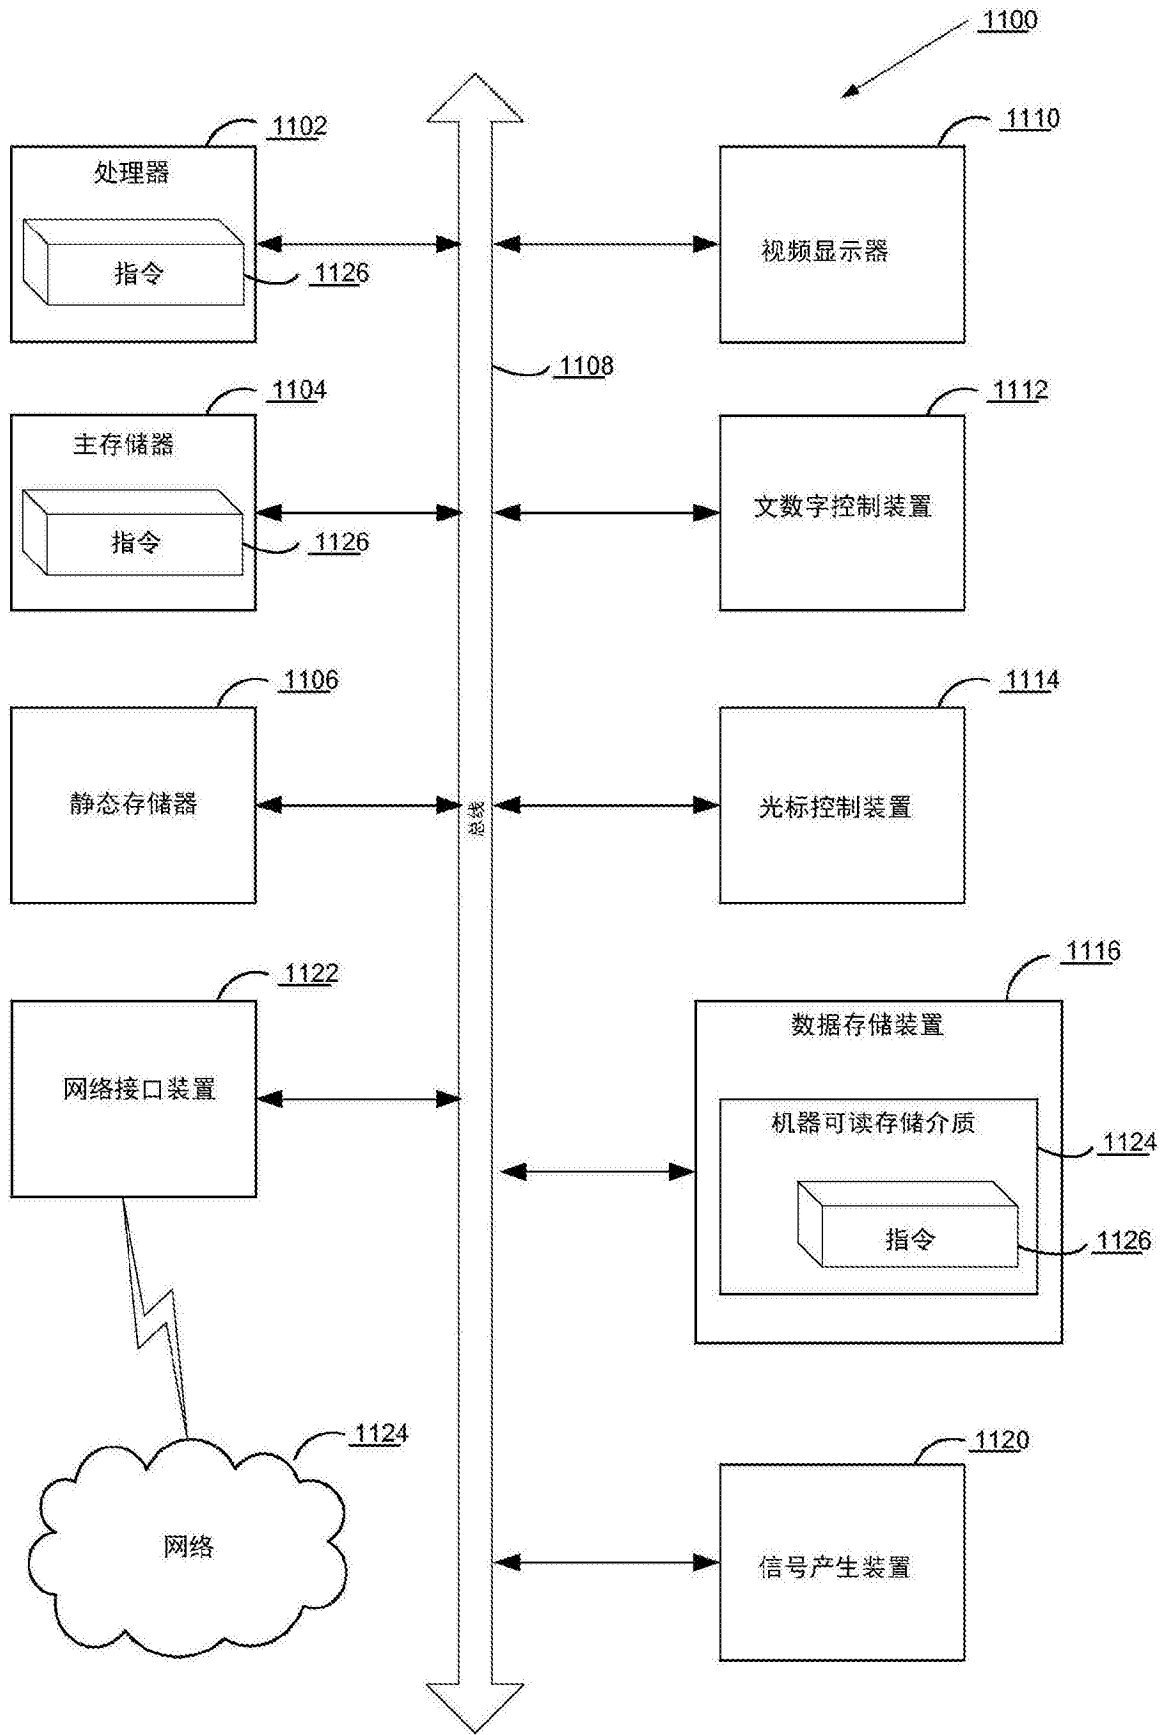 1100
1102
处理器
指令
1126
1110
视频显示器
1108
1104
主存储器
指令
1126
1112
文数字控制装置
1106
静态存储器
总线
1114
光标控制装置
1122
网络接口装置
1116
数据存储装置
机器可读存储介质
1124
指令
1126
1124
网络
1120
信号产生装置